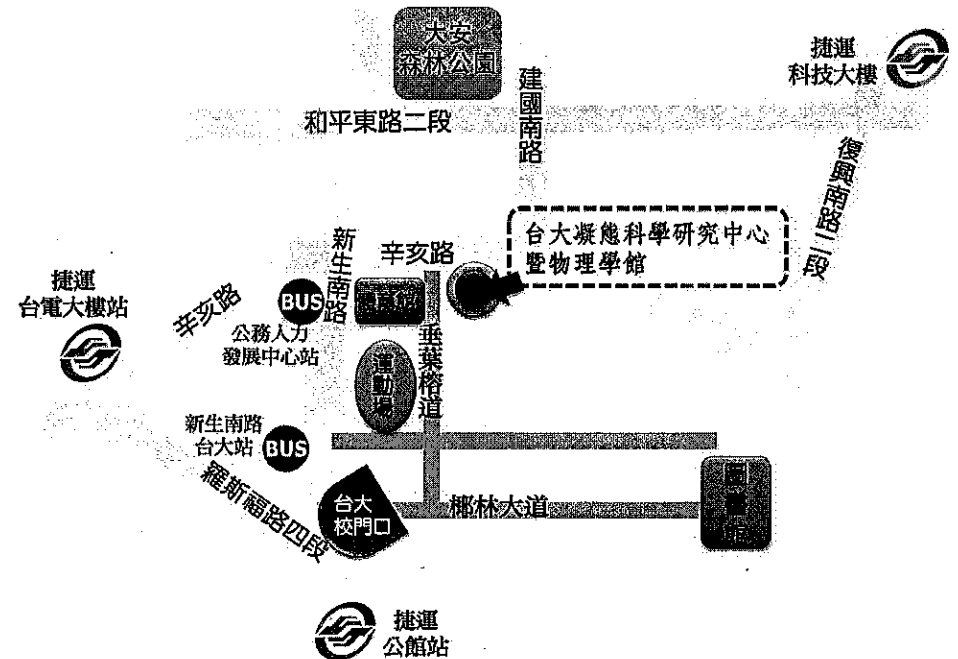 大安
森林公園
捷運
科技大樓
建國南路
和平東路二段
復興南路二段
台大凝態科學研究中心
暨物理學館
新生南路
辛亥路
捷運
台電大樓站
辛亥路
BUS
公務人力
發展中心站
垂葉榕道
運動場
新生南路
台大站
BUS
羅斯福路四段
台大
校門口
椰林大道
圖書館
捷運
公館站